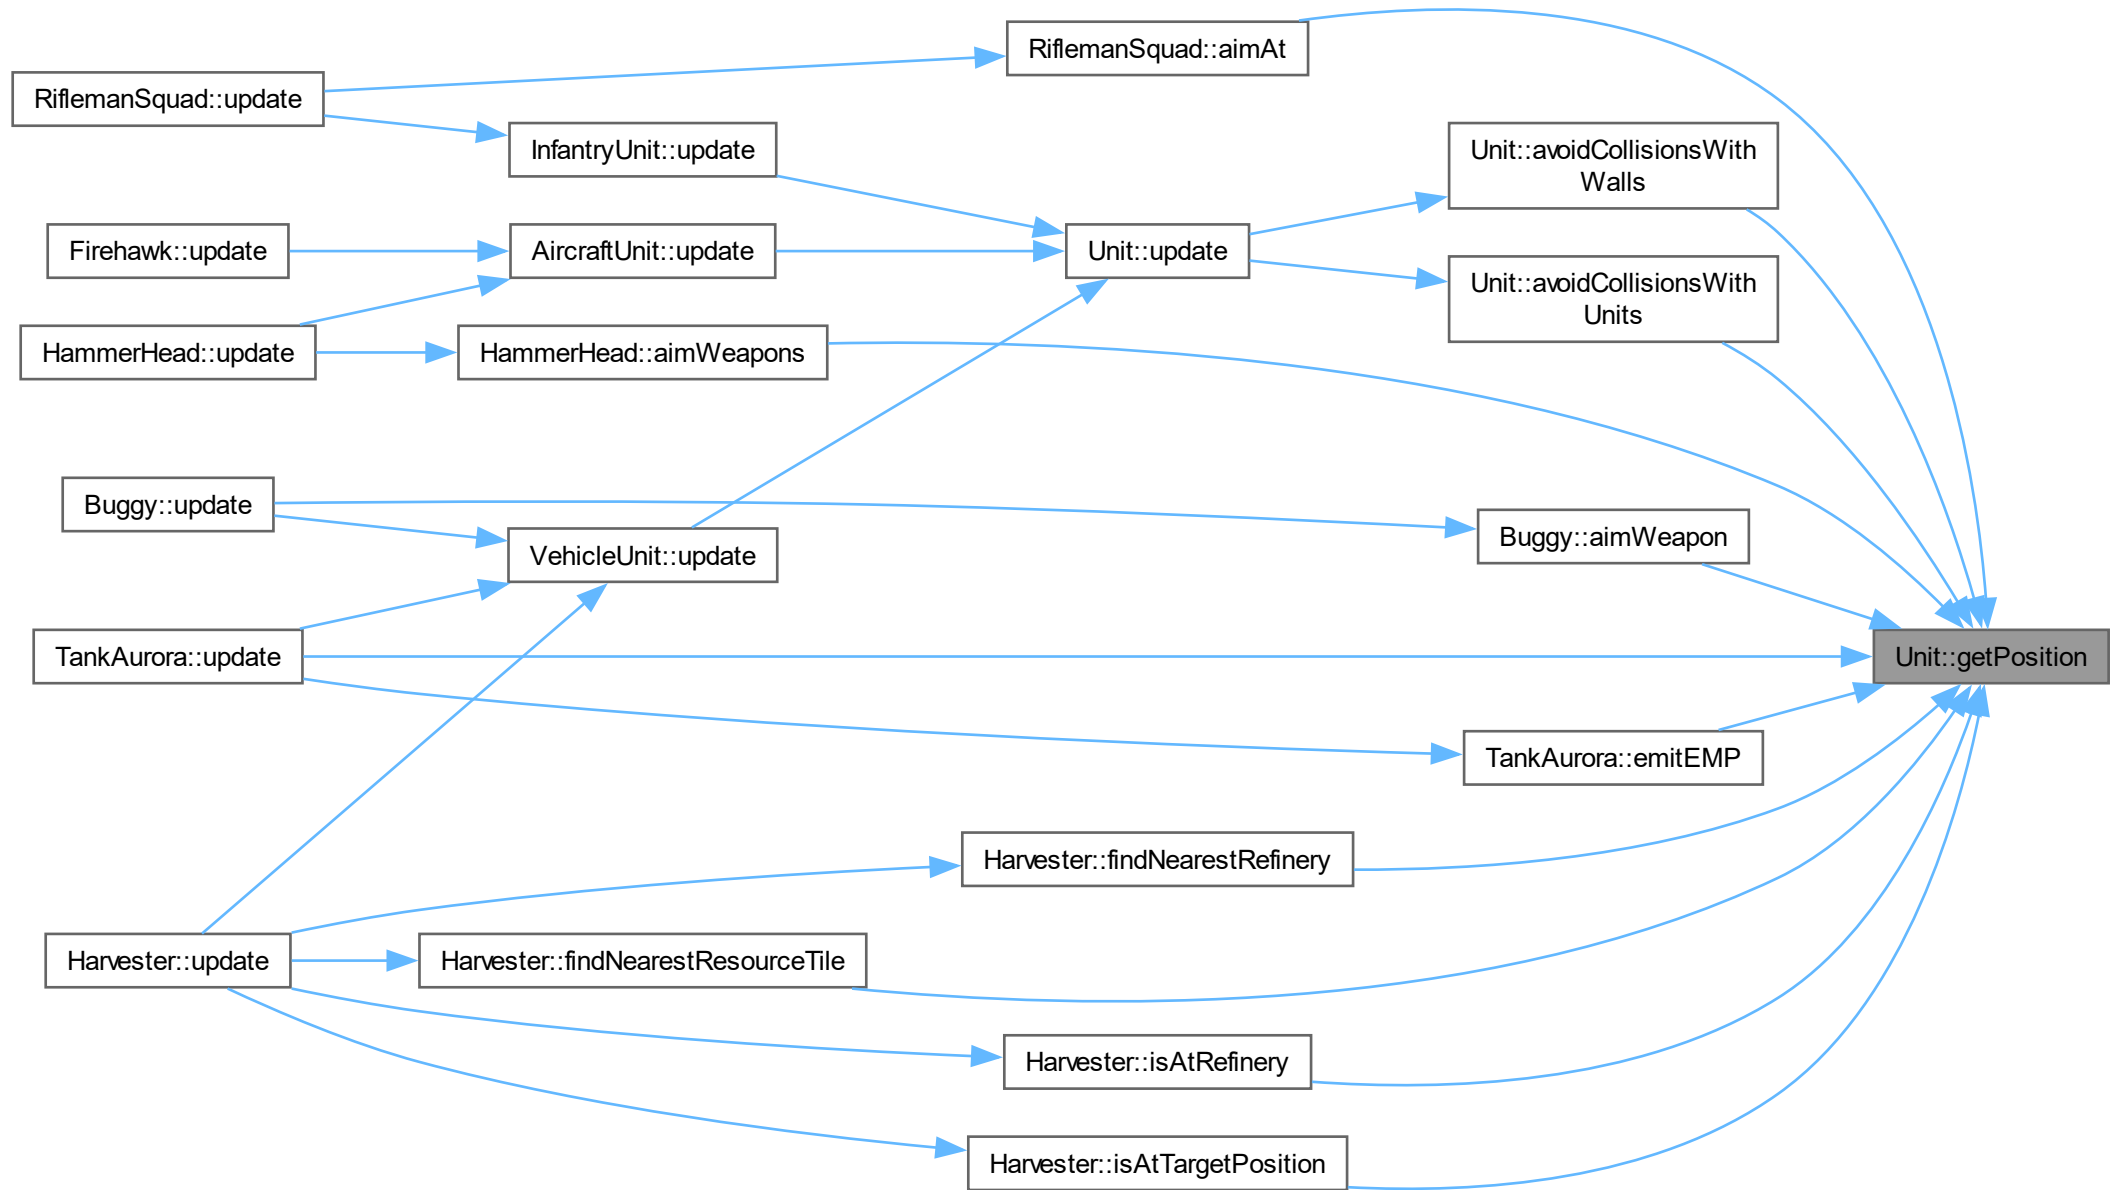 RiflemanSquad::aimAt
RiflemanSquad::update
InfantryUnit::update
Unit::avoidCollisionsWith
Walls
Firehawk::update
AircraftUnit::update
Unit::update
Unit::avoidCollisionsWith
Units
HammerHead::update
HammerHead::aimWeapons
Buggy::update
Buggy::aimWeapon
VehicleUnit::update
TankAurora::update
Unit::getPosition
TankAurora::emitEMP
Harvester::findNearestRefinery
Harvester::update
Harvester::findNearestResourceTile
Harvester::isAtRefinery
Harvester::isAtTargetPosition